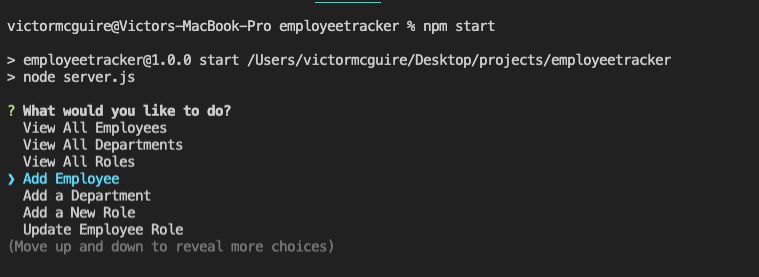 victormcguire@Victors-MacBook-Pro employeetracker % npm start
> employeetracker@1.0.0 start /Users/victormcguire/Desktop/projects/employeetracker
> node server.js
? What would you like to do?
View All Employees
View All Departments
View All Roles
❯ Add Employee
Add a Department
Add a New Role
Update Employee Role
(Move up and down to reveal more choices)